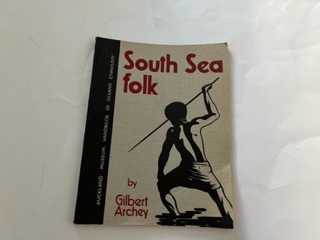 South Sea
folk
by
Gilbert
Archey
AUCKLAND MUSEUM HANDBOOK OF OCEANIC ETHNOLOGY